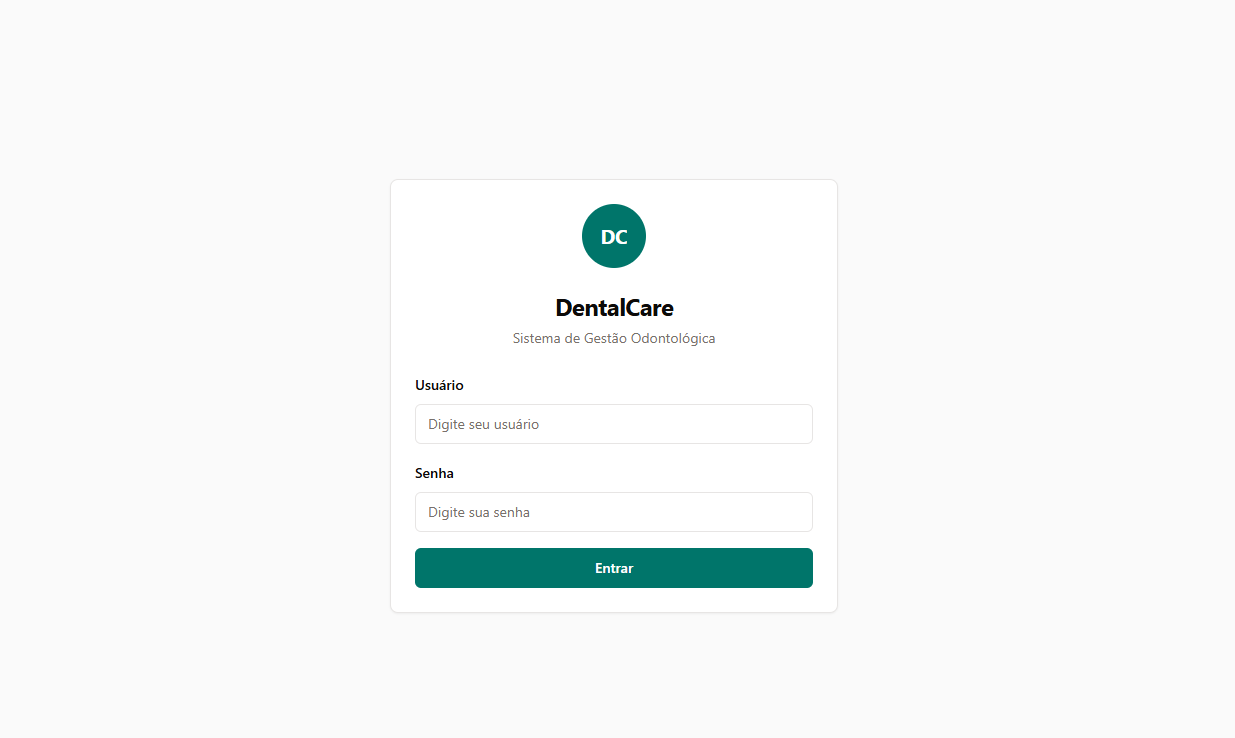 DC
DentalCare
Sistema de Gestão Odontológica
Usuário
Digite seu usuário
Senha
Digite sua senha
Entrar